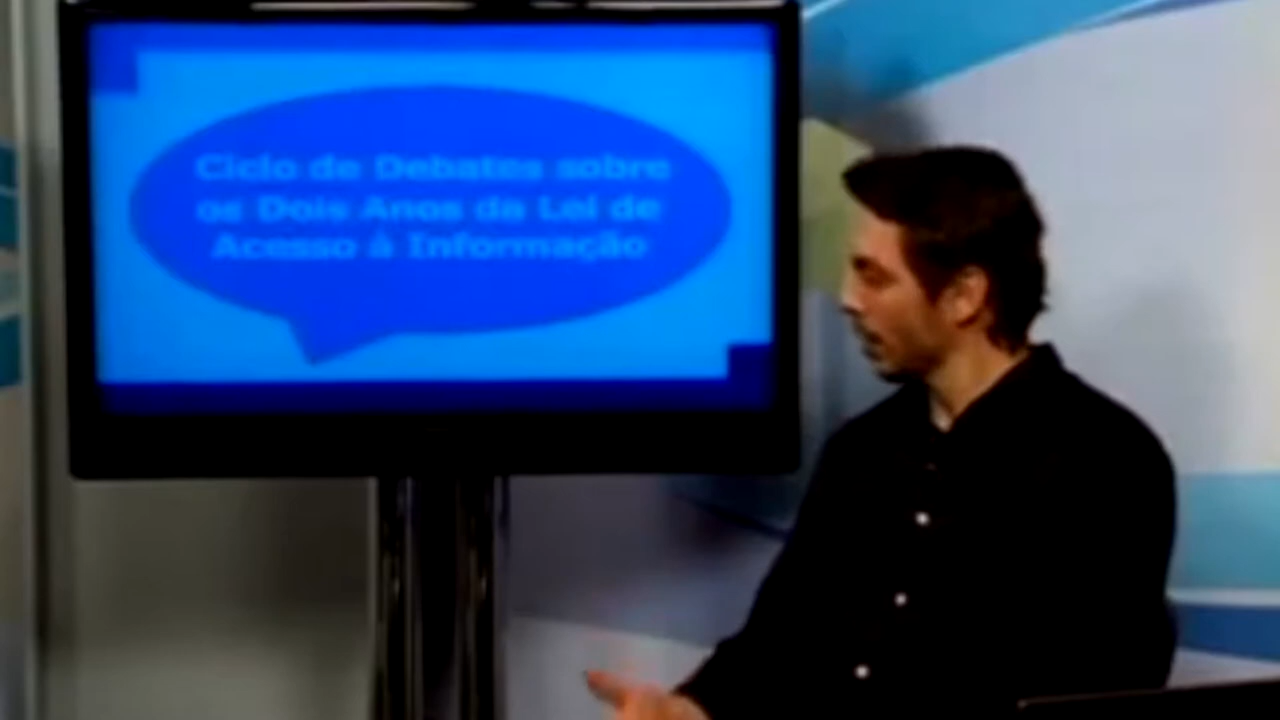 Ciclo de Debates sobre
os Dois Anos da Lei de
Acesso à Informação